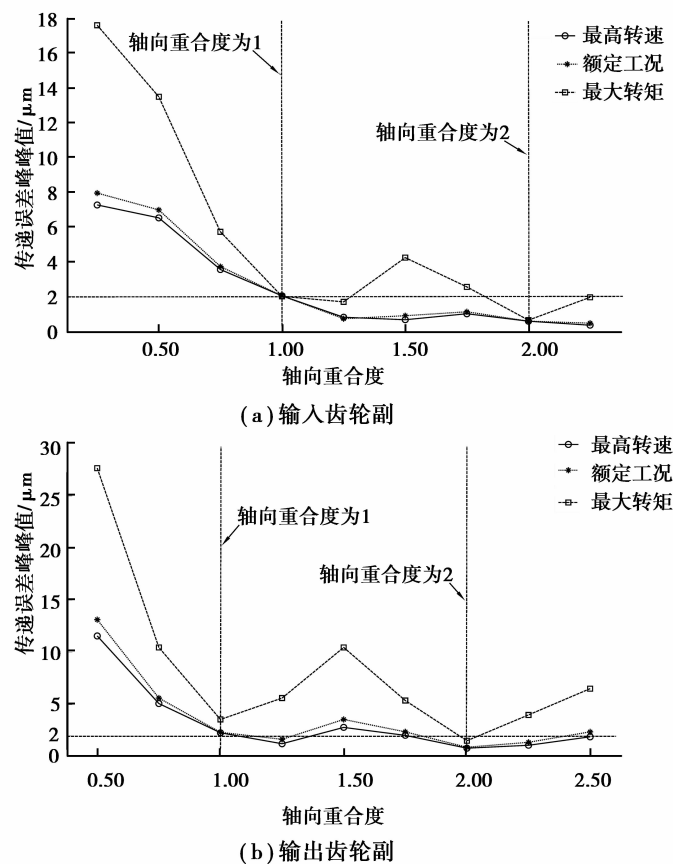 18
16
14
12
10
8
6
4
2
0
传递误差峰峰值/μm
轴向重合度为1
轴向重合度为2
最高转速
额定工况
最大转矩
0.50
1.00
1.50
2.00
轴向重合度
(a)输入齿轮副
30
25
20
15
10
5
2
0
传递误差峰峰值/μm
轴向重合度为1
轴向重合度为2
最高转速
额定工况
最大转矩
0.50
1.00
1.50
2.00
2.50
轴向重合度
(b)输出齿轮副